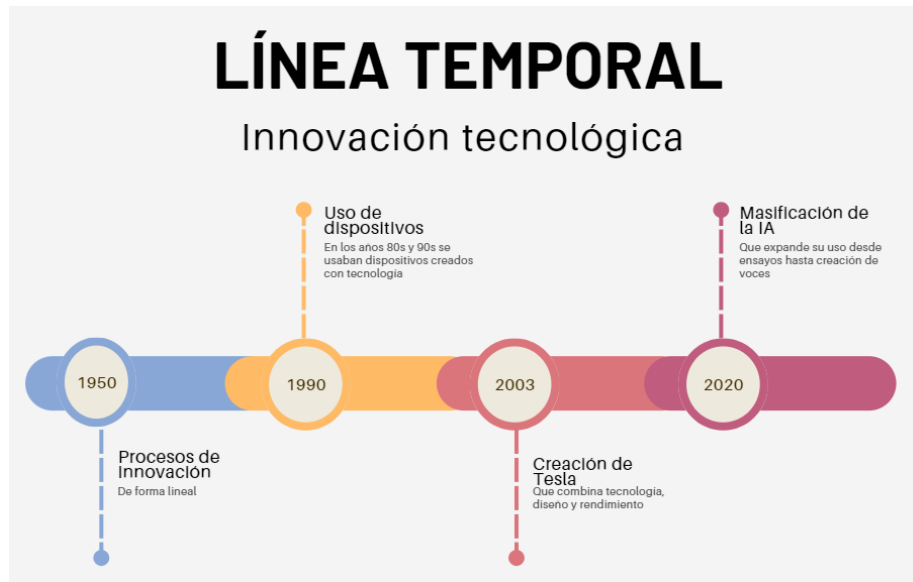 LÍNEA TEMPORAL
Innovación tecnológica
Uso de
dispositivos
En los años 80s y 90s se
usaban dispositivos creados
con tecnologia
Masificación de
la IA
Que expande su uso desde
ensayos hasta creación de
voces
1950
1990
2003
2020
Procesos de
innovación
De forma lineal
Creación de
Tesla
Que combina tecnología,
diseño y rendimiento